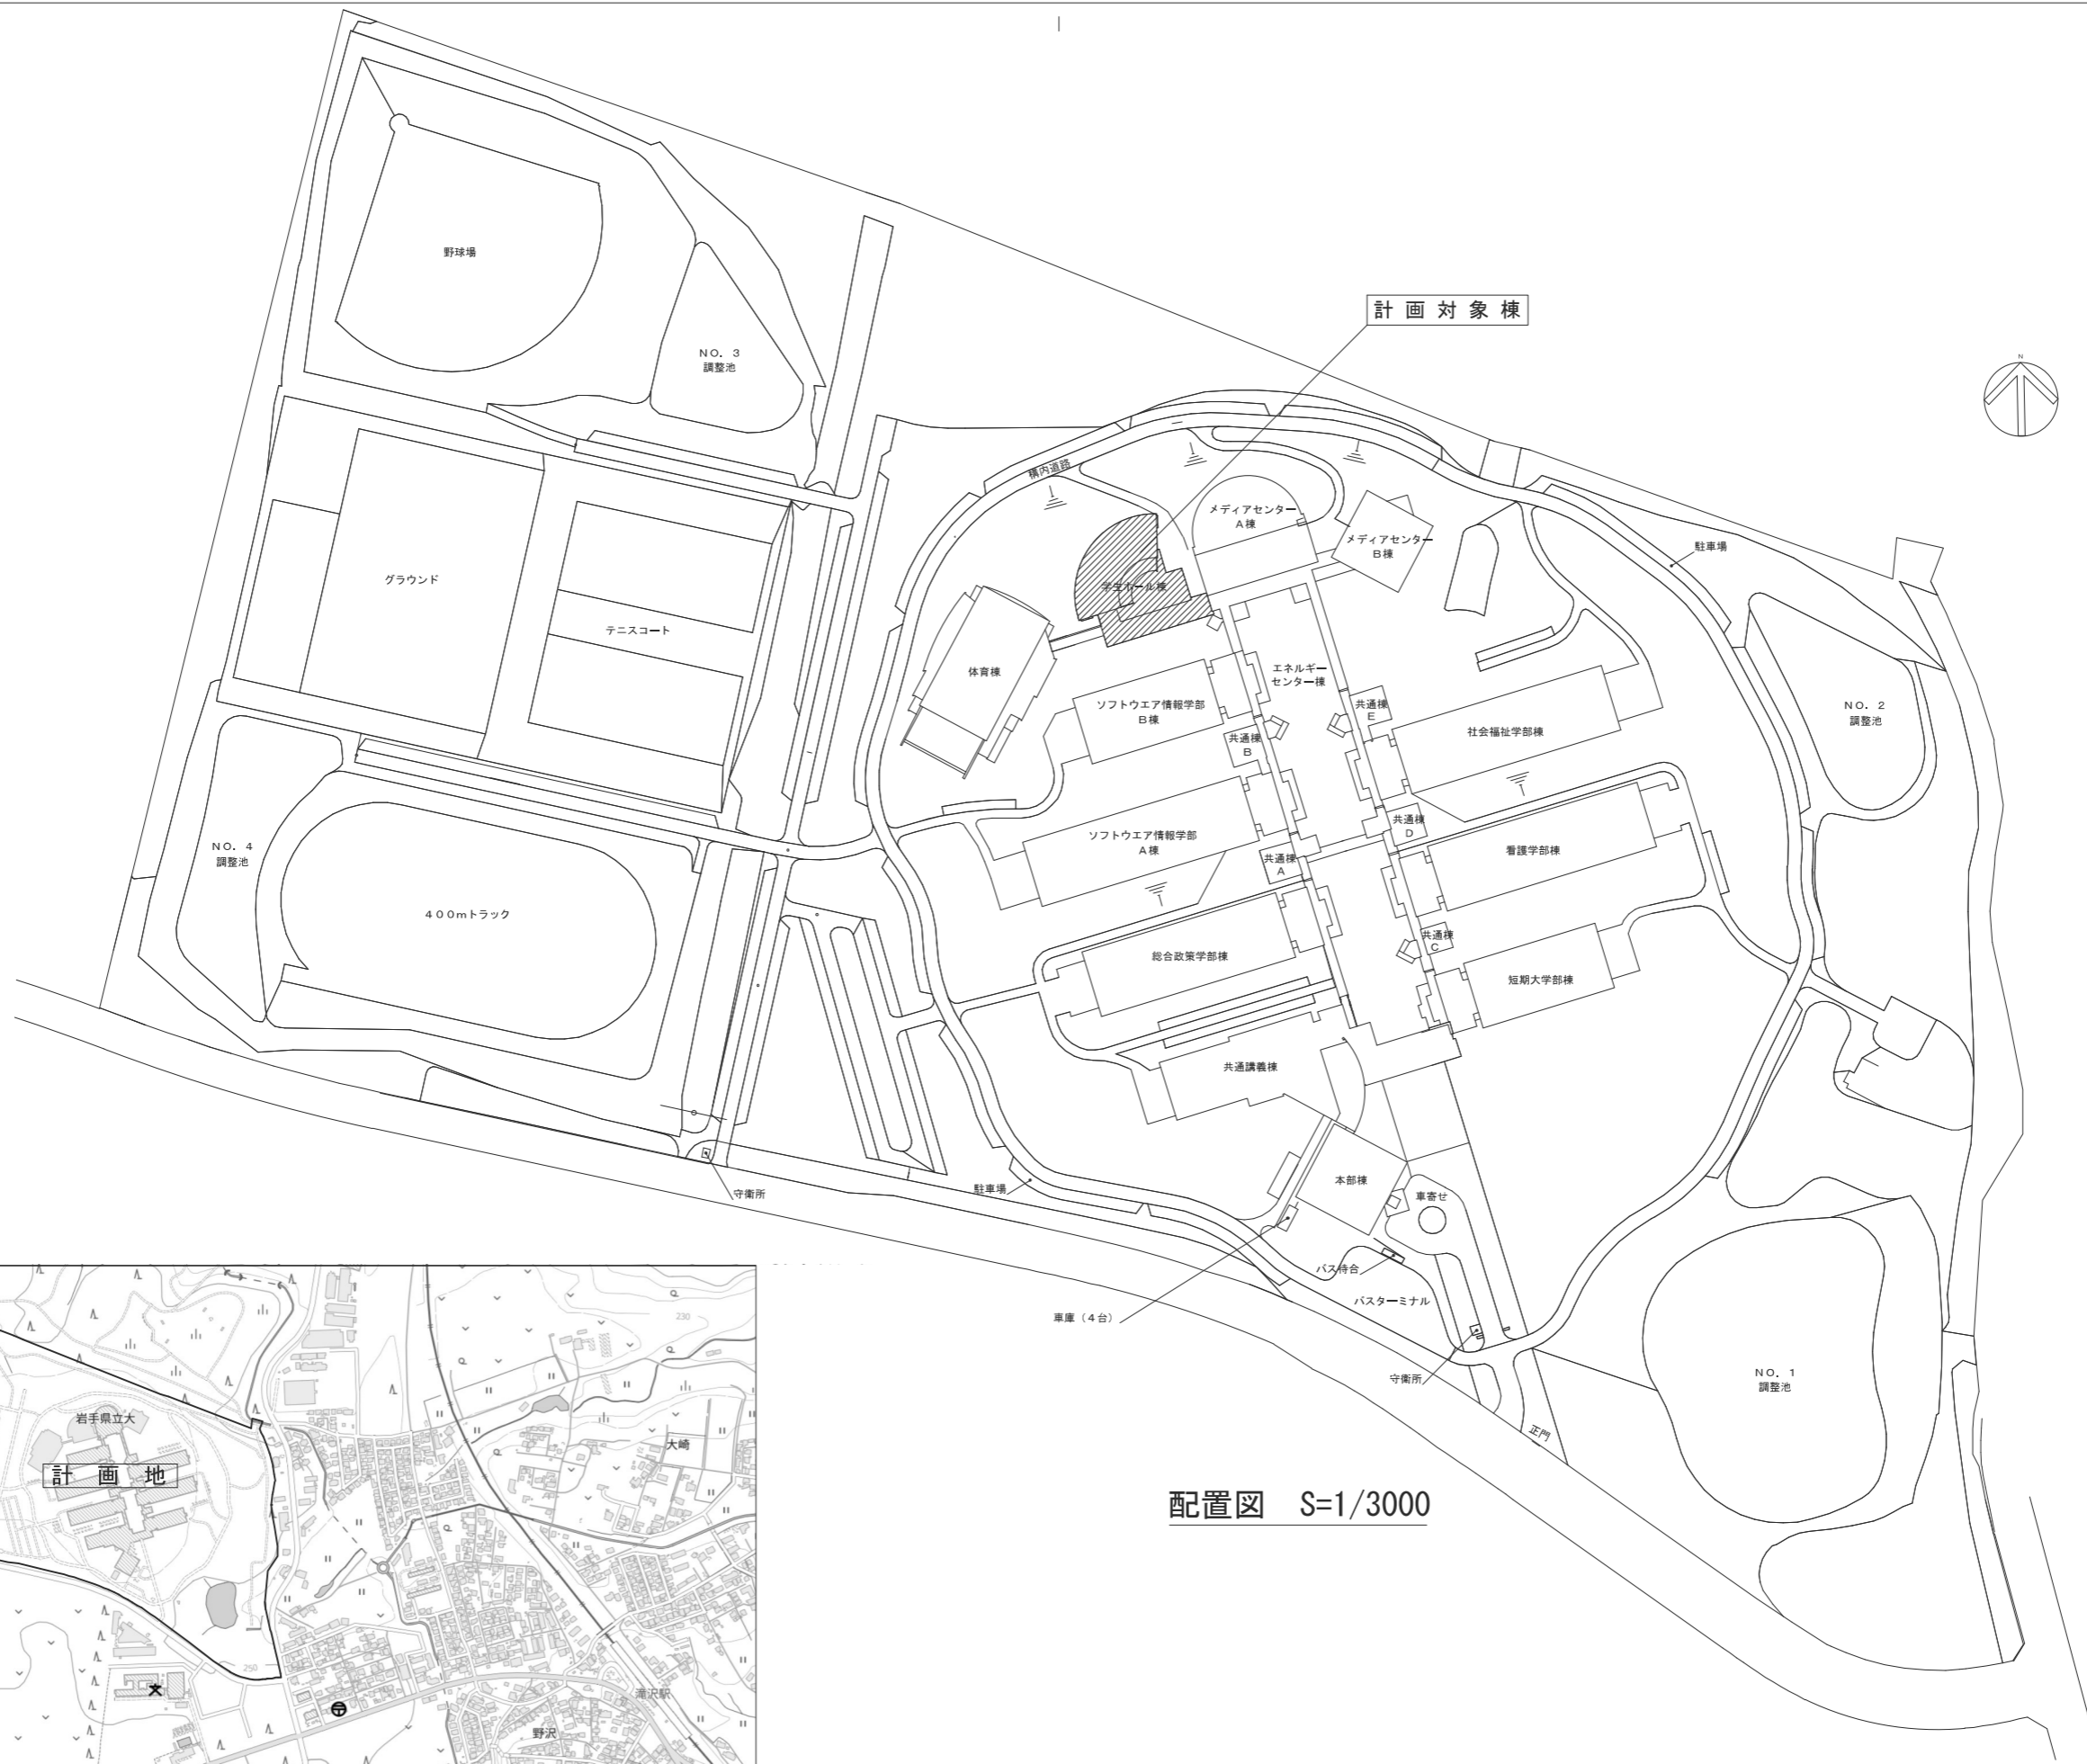 計画対象棟
N
野球場
NO．3
調整池
構内道路
メディアセンター
A棟
メディアセンター
B棟
駐車場
学生ホール棟
グラウンド
テニスコート
体育棟
エネルギー
センター棟
ソフトウエア情報学部
B棟
共通棟
E
社会福祉学部棟
NO．2
調整池
共通棟
B
ソフトウエア情報学部
A棟
共通棟
D
看護学部棟
共通棟
A
NO．4
調整池
400mトラック
総合政策学部棟
共通棟
C
短期大学部棟
共通講義棟
守衛所
駐車場
本部棟
車寄せ
バス待合
バスターミナル
車庫（4台）
守衛所
正門
NO．1
調整池
配置図　S=1/3000
230
岩手県立大
計画地
大崎
250
滝沢駅
野沢